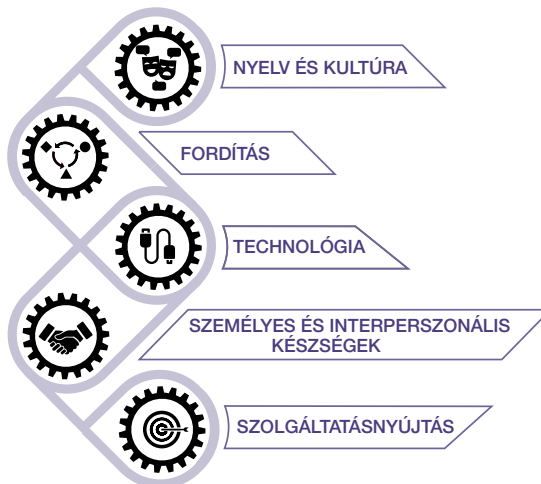 NYELV ÉS KULTÚRA
FORDÍTÁS
TECHNOLÓGIA
SZEMÉLYES ÉS INTERPERSZONÁLIS
KÉSZSÉGEK
SZOLGÁLTATÁSNYÚJTÁS